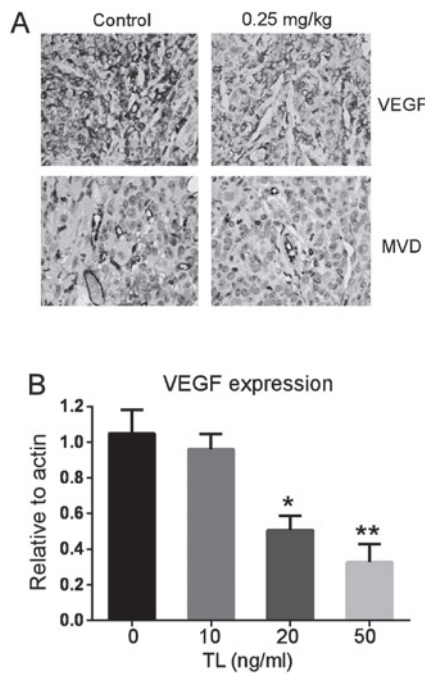 A
Control 0.25 mg/kg
VEGF
MVD
B
VEGF expression
Relative to actin
1.2
1.0
0.8
0.6
0.4
0.2
0.0
* **
0 10 20 50
TL (ng/ml)